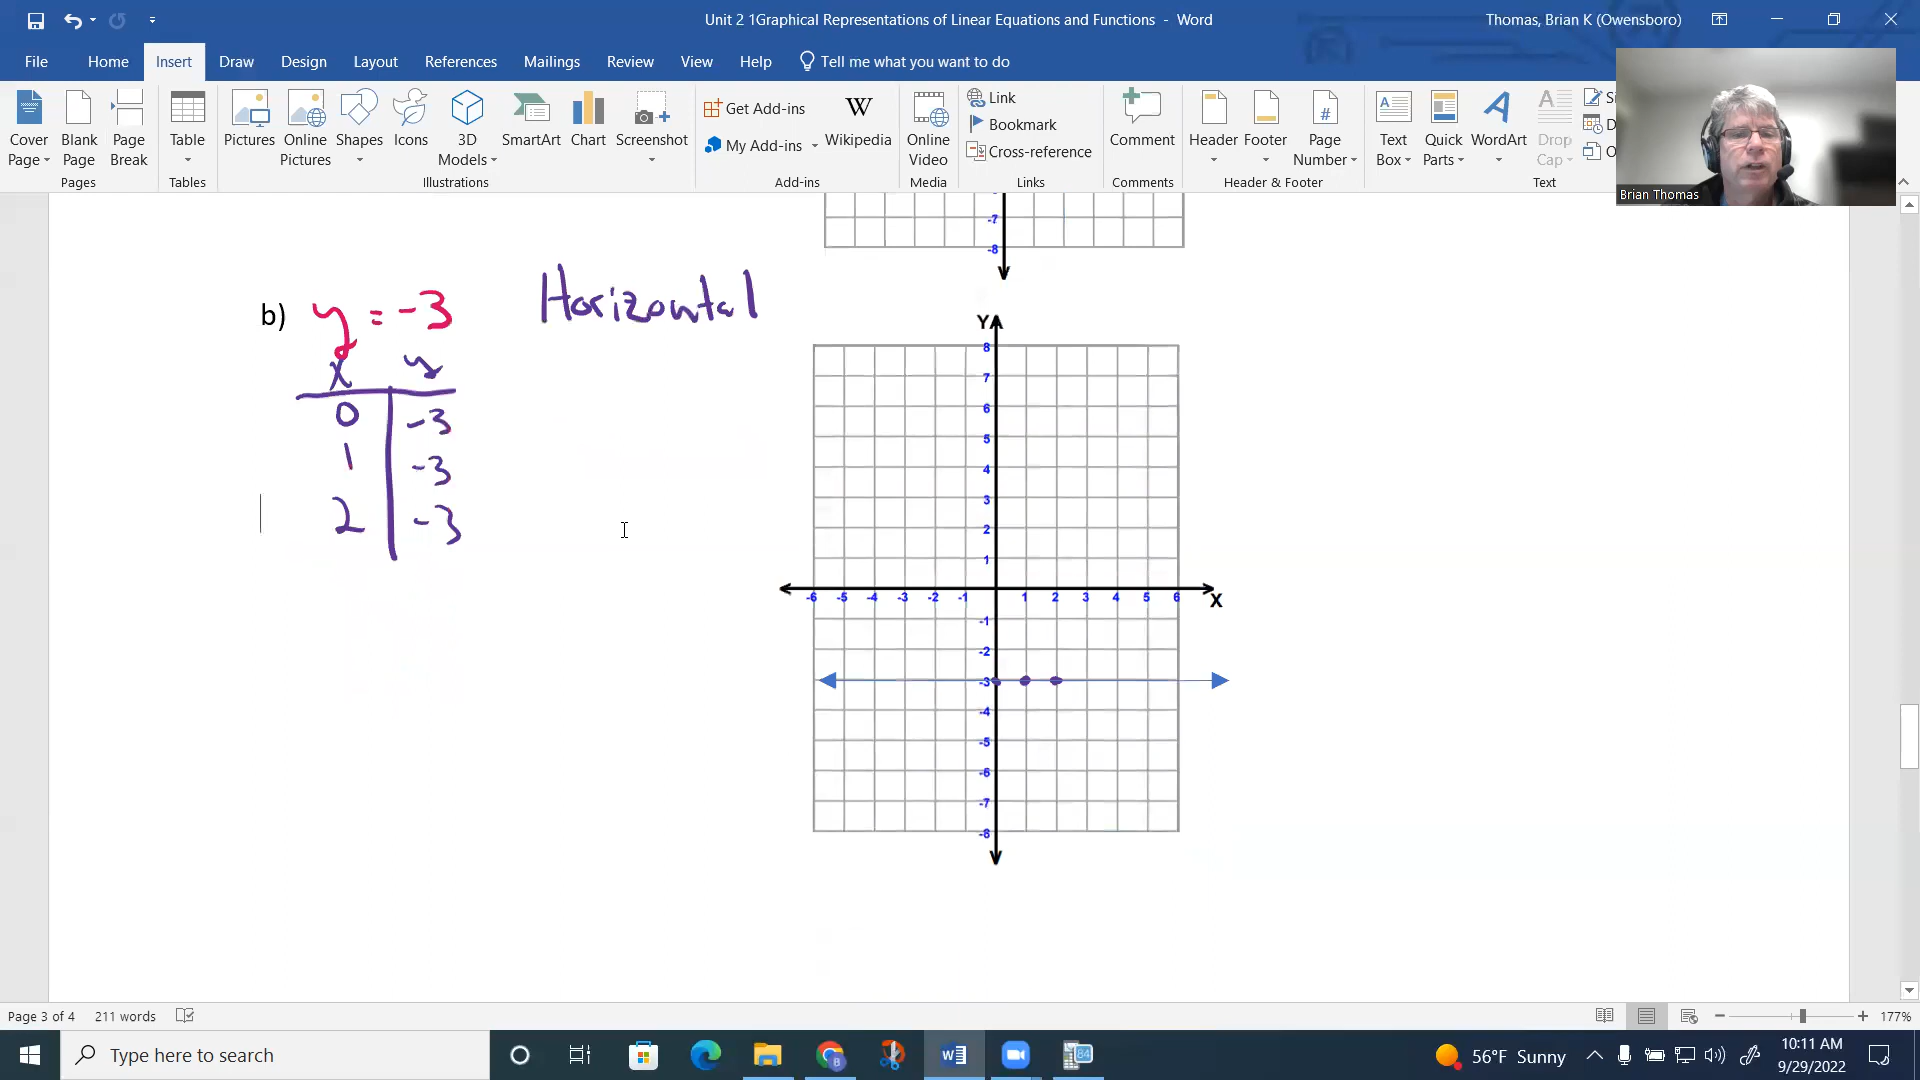 Unit 2 1Graphical Representations of Linear Equations and Functions - Word
Thomas, Brian K (Owensboro)
File Home Insert Draw Design Layout References Mailings Review View Help Tell me what you want to do
Cover Page
Blank Page
Page Break
Pages
Table
Tables
Pictures
Online Pictures
Shapes
Icons
3D Models
SmartArt
Chart
Screenshot
Illustrations
Get Add-ins
My Add-ins
Wikipedia
Add-ins
Online Video
Media
Link
Bookmark
Cross-reference
Links
Comment
Comments
Header
Footer
Page Number
Header & Footer
Text Box
Quick Parts
WordArt
Drop Cap
Text
Brian Thomas
-7
-8
b) y = -3 Horizontal
x y
0 -3
1 -3
2 -3
Y
8
7
6
5
4
3
2
1
-6 -5 -4 -3 -2 -1 1 2 3 4 5 6 X
-1
-2
-3
-4
-5
-6
-7
-8
Page 3 of 4 211 words
177%
Type here to search
84
56°F Sunny
10:11 AM
9/29/2022